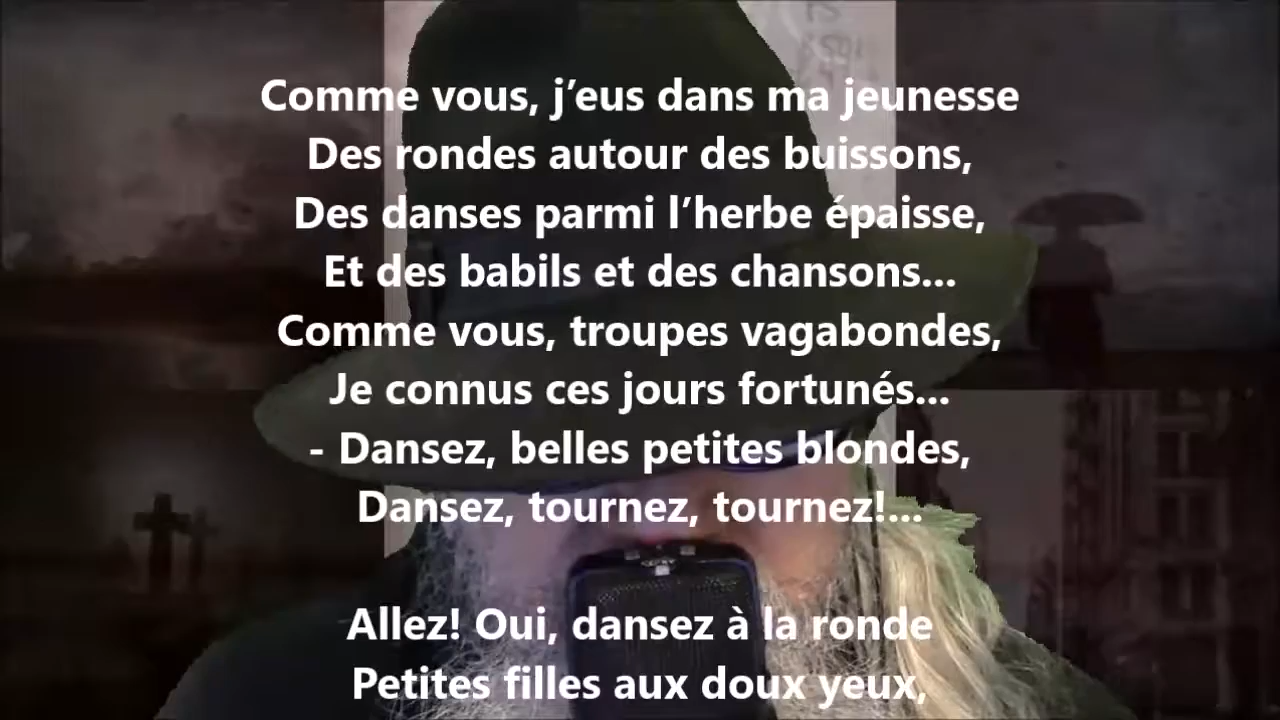 Comme vous, j’eus dans ma jeunesse
Des rondes autour des buissons,
Des danses parmi l’herbe épaisse,
Et des babils et des chansons...
Comme vous, troupes vagabondes,
Je connus ces jours fortunés...
- Dansez, belles petites blondes,
Dansez, tournez, tournez!...
Allez! Oui, dansez à la ronde
Petites filles aux doux yeux,